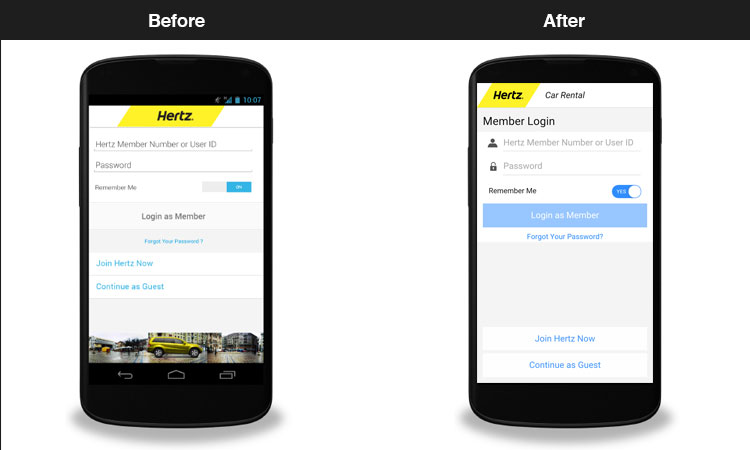 Before
After
10:07
Hertz.
Hertz Member Number or User ID
Password
Remember Me
ON
Login as Member
Forgot Your Password ?
Join Hertz Now
Continue as Guest
Hertz.
Car Rental
Member Login
Hertz Member Number or User ID
Password
Remember Me
YES
Login as Member
Forgot Your Password?
Join Hertz Now
Continue as Guest